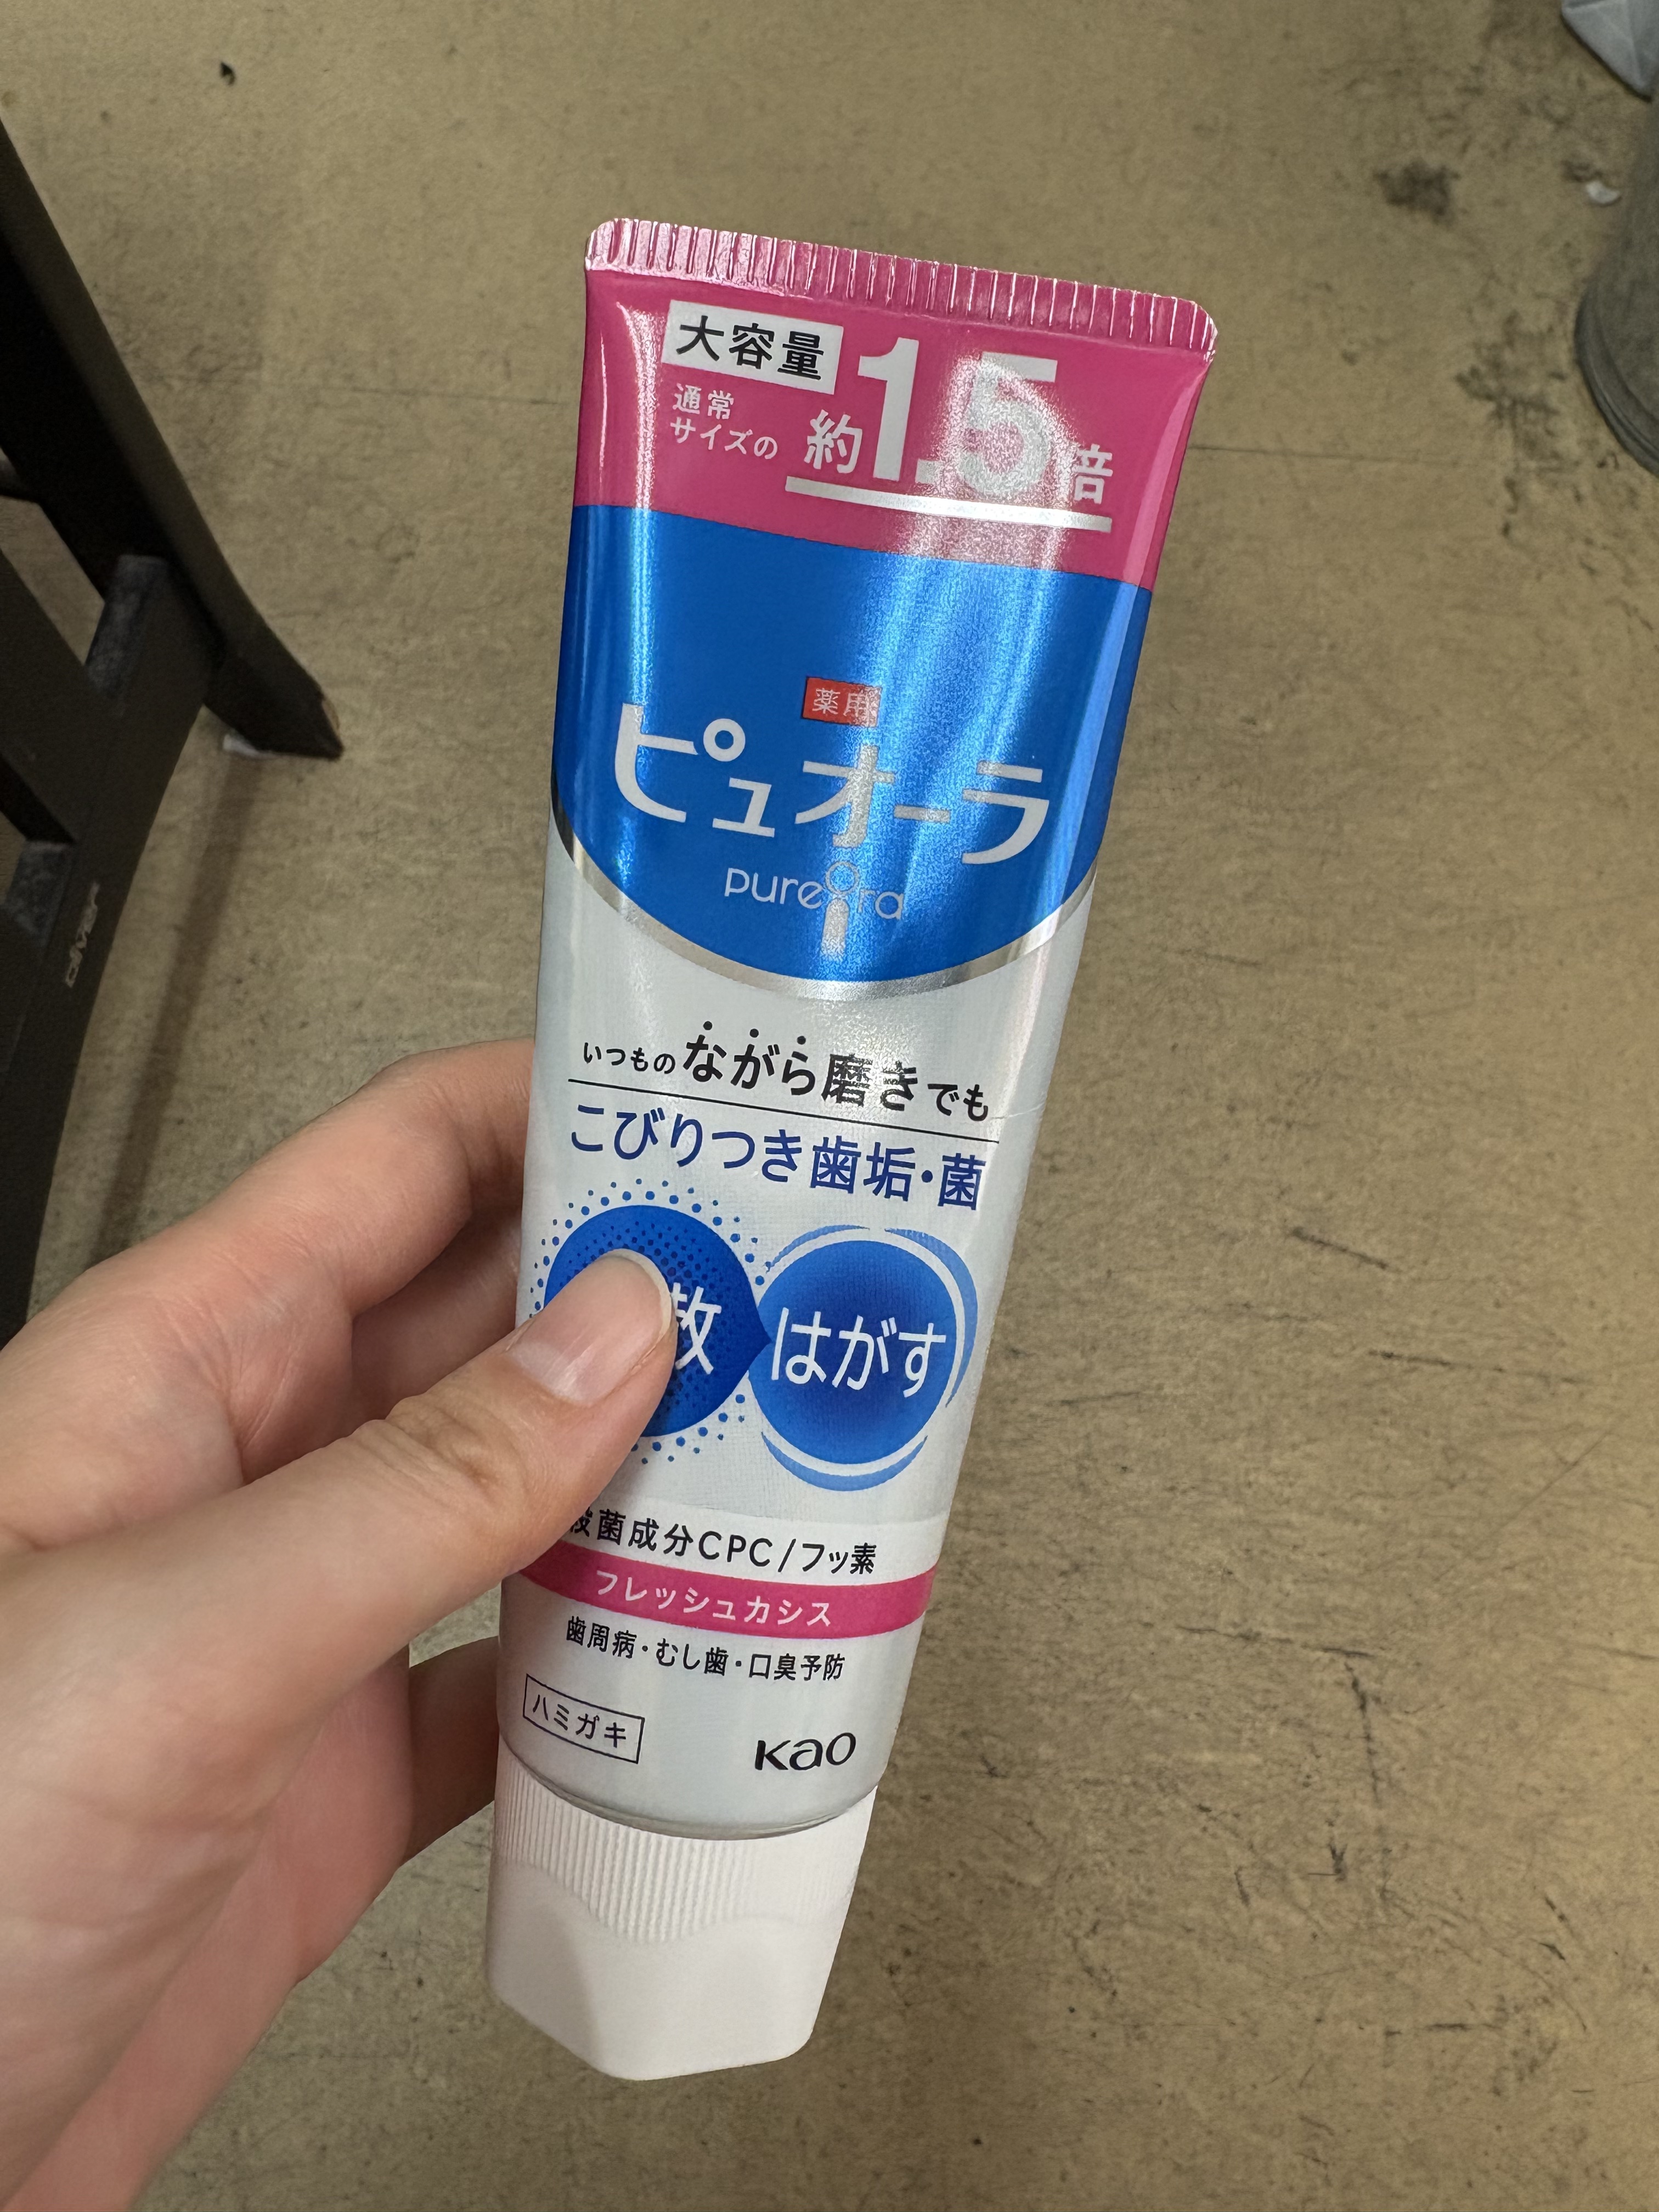 大容量
通常
サイズの
約1.5倍
薬用
ピュオーラ
pureora
いつものながら磨きでも
こびりつき歯垢・菌
散
はがす
殺菌成分CPC/フッ素
フレッシュカシス
歯周病・むし歯・口臭予防
ハミガキ
Kao